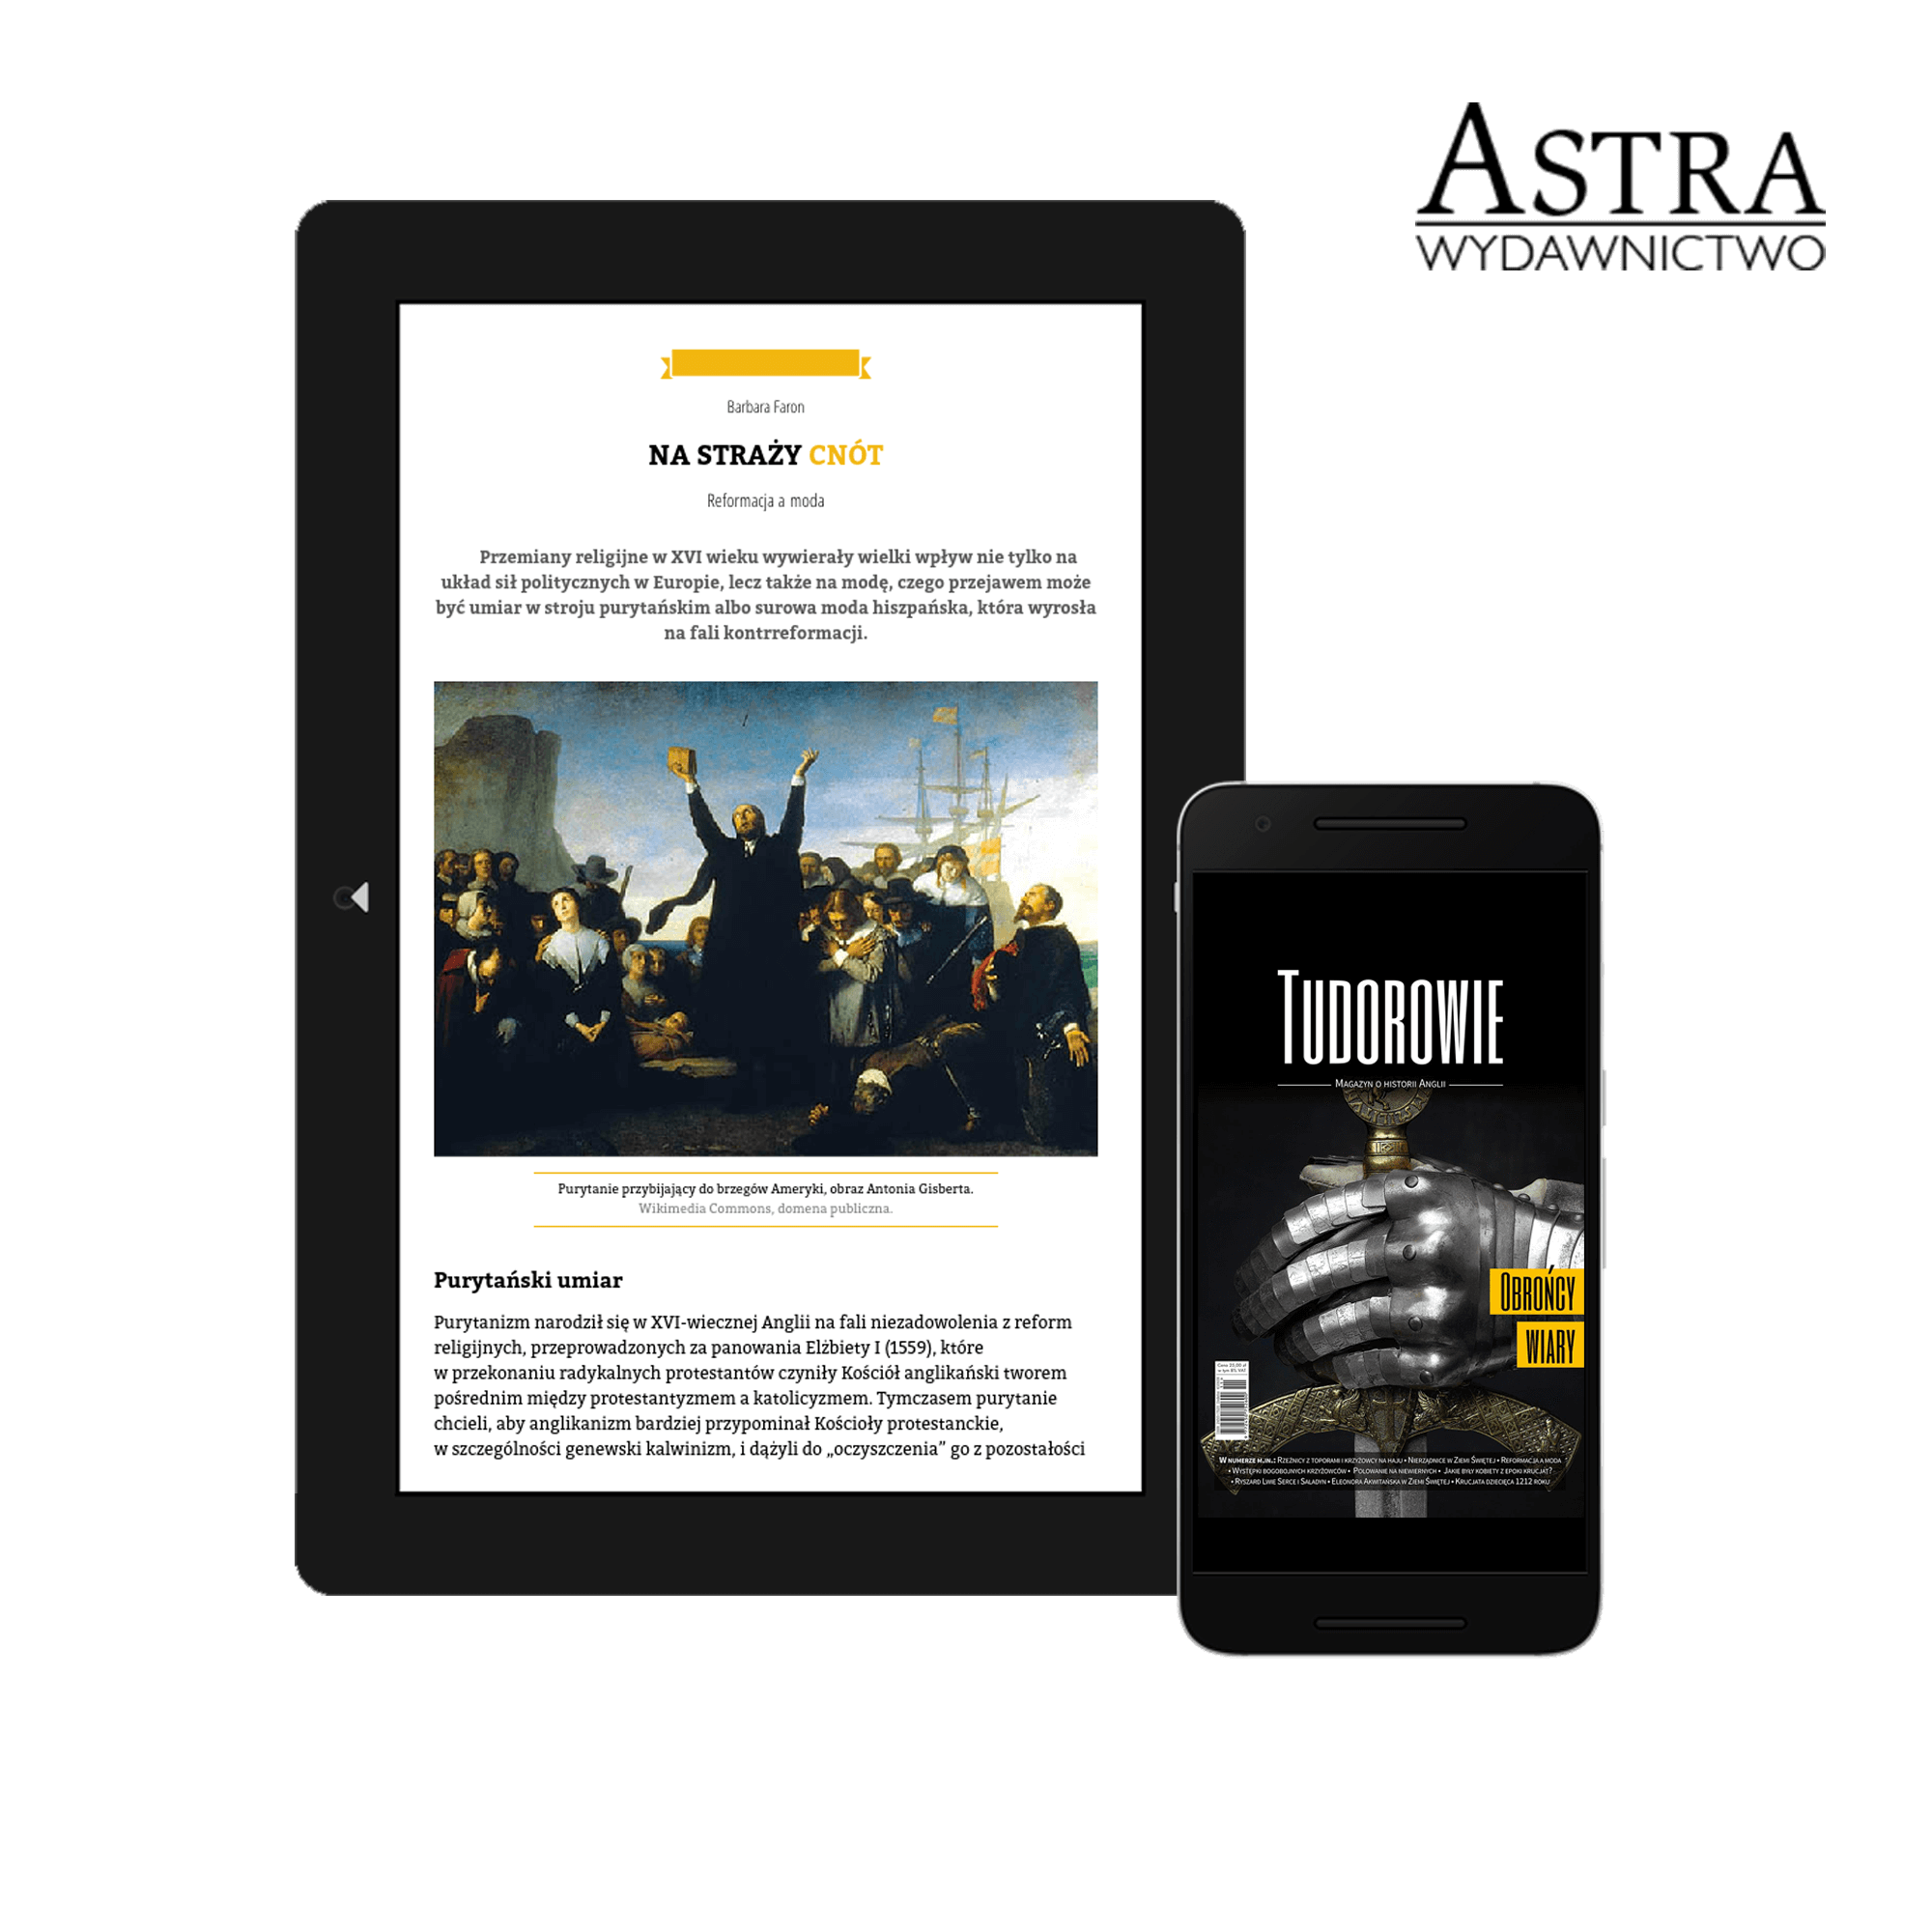 ASTRA
WYDAWNICTWO
Barbara Faron
NA STRAŻY CNÓT
Reformacja a moda
Przemiany religijne w XVI wieku wywierały wielki wpływ nie tylko na
układ sił politycznych w Europie, lecz także na modę, czego przejawem może
być umiar w stroju purytańskim albo surowa moda hiszpańska, która wyrosła
na fali kontrreformacji.
Purytanie przybijający do brzegów Ameryki, obraz Antonia Gisberta.
Wikimedia Commons, domena publiczna.
Purytański umiar
Purytanizm narodził się w XVI-wiecznej Anglii na fali niezadowolenia z reform
religijnych, przeprowadzonych za panowania Elżbiety I (1559), które
w przekonaniu radykalnych protestantów czyniły Kościół anglikański tworem
pośrednim między protestantyzmem a katolicyzmem. Tymczasem purytanie
chcieli, aby anglikanizm bardziej przypominał Kościoły protestanckie,
w szczególności genewski kalwinizm, i dążyli do „oczyszczenia” go z pozostałości
TUDOROWIE
MAGAZYN O HISTORII ANGLII
OBROŃCY
WIARY
W NUMERZE M.IN.: RZEŹNICY Z TOPORAMI I KRZYŻOWCY NA HAJU • NIERZĄDNICE W ZIEMI ŚWIĘTEJ • REFORMACJA A MODA
• WYSTĘPKI BOGOBOJNYCH KRZYŻOWCÓW • POLOWANIE NA NIEWIERNYCH • JAKIE BYŁY KOBIETY Z EPOKI KRUCJAT?
• RYSZARD LWIE SERCE I SALADYN • ELEONORA AKWITAŃSKA W ZIEMI ŚWIĘTEJ • KRUCJATA DZIECIĘCA 1212 ROKU